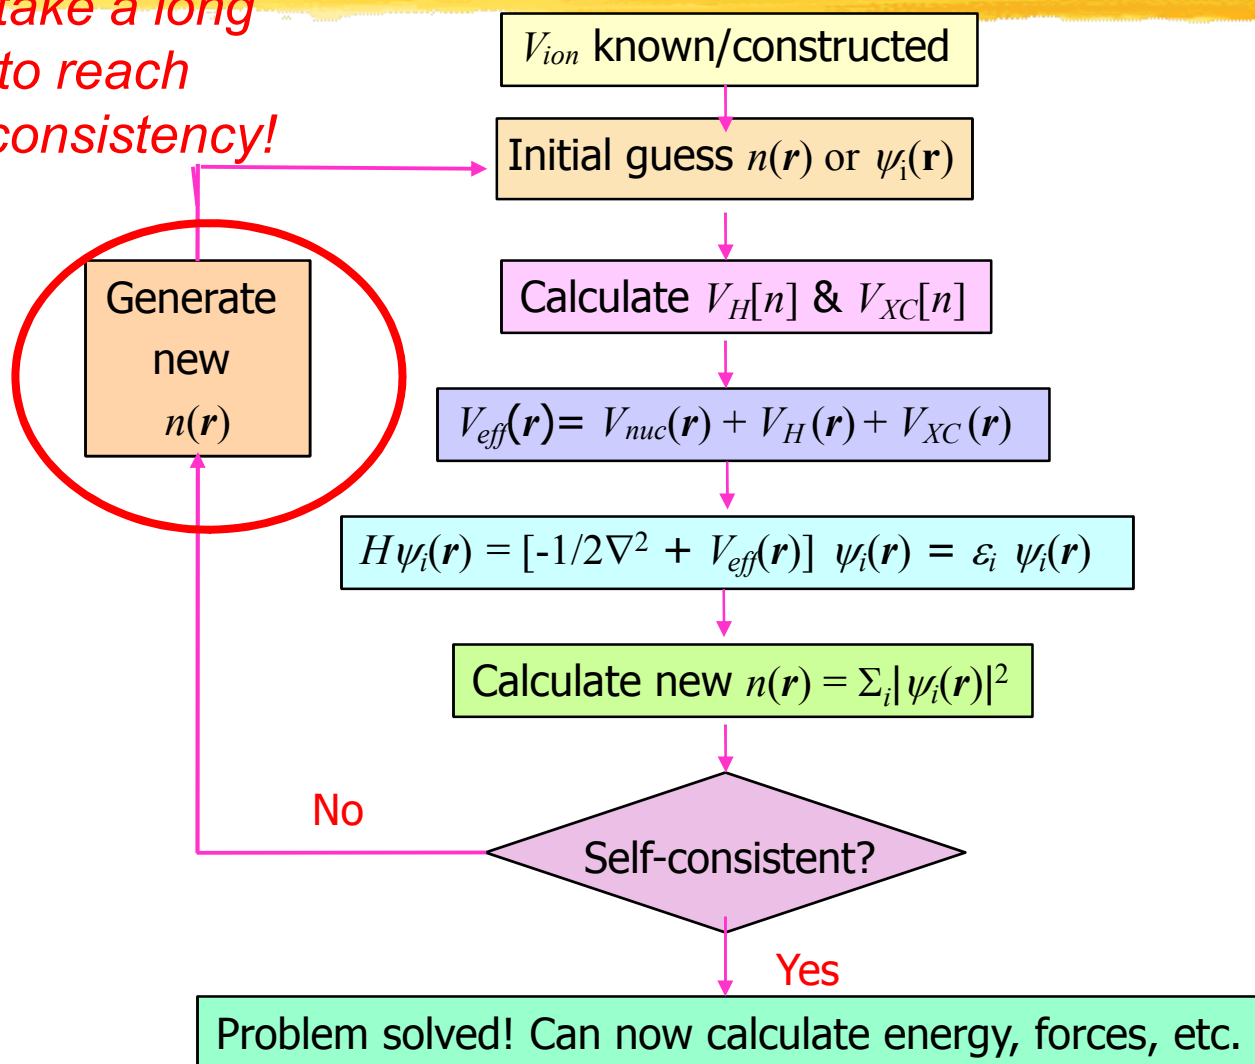 take a long
to reach
consistency!
V_ion known/constructed
Initial guess n(r) or ψ_i(r)
Calculate V_H[n] & V_XC[n]
V_eff(r)= V_nuc(r) + V_H(r) + V_XC(r)
Hψ_i(r) = [-1/2∇² + V_eff(r)] ψ_i(r) = ε_i ψ_i(r)
Calculate new n(r) = Σ_i|ψ_i(r)|²
Self-consistent?
No
Generate
new
n(r)
Yes
Problem solved! Can now calculate energy, forces, etc.